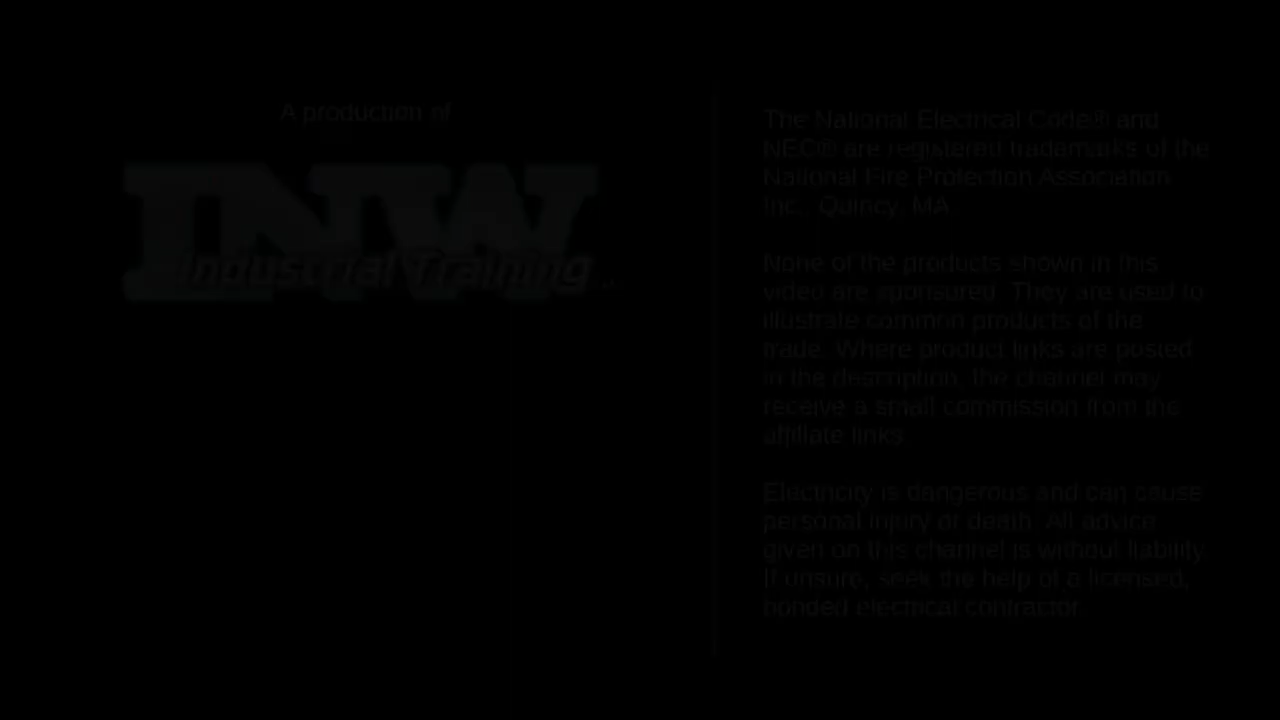 A production of
INW
Industrial Training...
The National Electrical Code® and
NEC® are registered trademarks of the
National Fire Protection Association
Inc., Quincy, MA.
None of the products shown in this
video are sponsored. They are used to
illustrate common products of the
trade. Where product links are posted
in the description, the channel may
receive a small commission from the
affiliate links.
Electricity is dangerous and can cause
personal injury or death. All advice
given on this channel is without liability.
If unsure, seek the help of a licensed,
bonded electrical contractor.